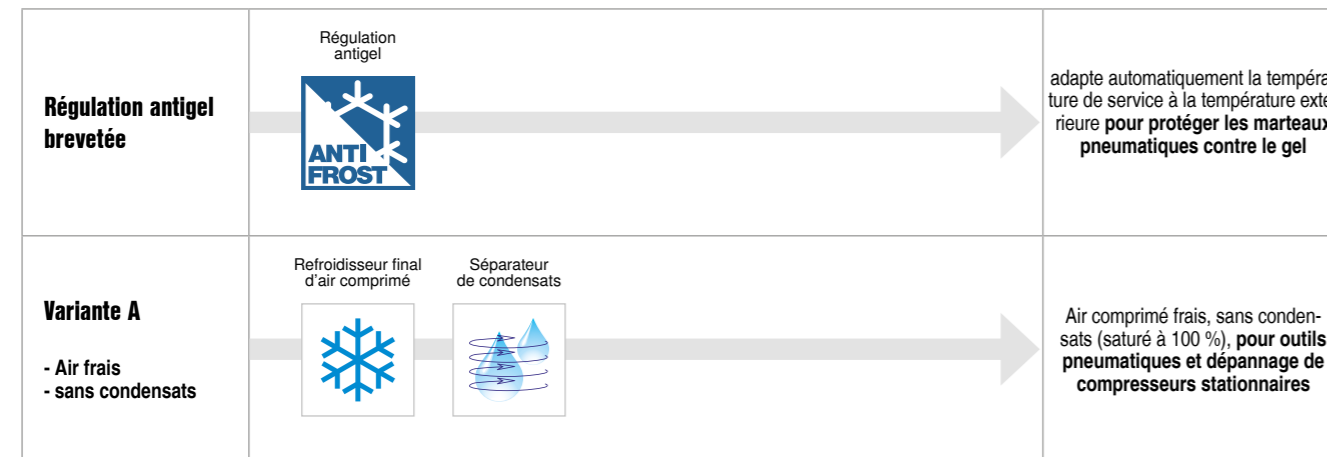 Régulation antigel
brevetée
Régulation
antigel
ANTI
FROST
adapte automatiquement la tempéra
ture de service à la température exté
rieure pour protéger les marteaux
pneumatiques contre le gel
Variante A
- Air frais
- sans condensats
Refroidisseur final
d'air comprimé
Séparateur
de condensats
Air comprimé frais, sans conden-
sats (saturé à 100 %), pour outils
pneumatiques et dépannage de
compresseurs stationnaires